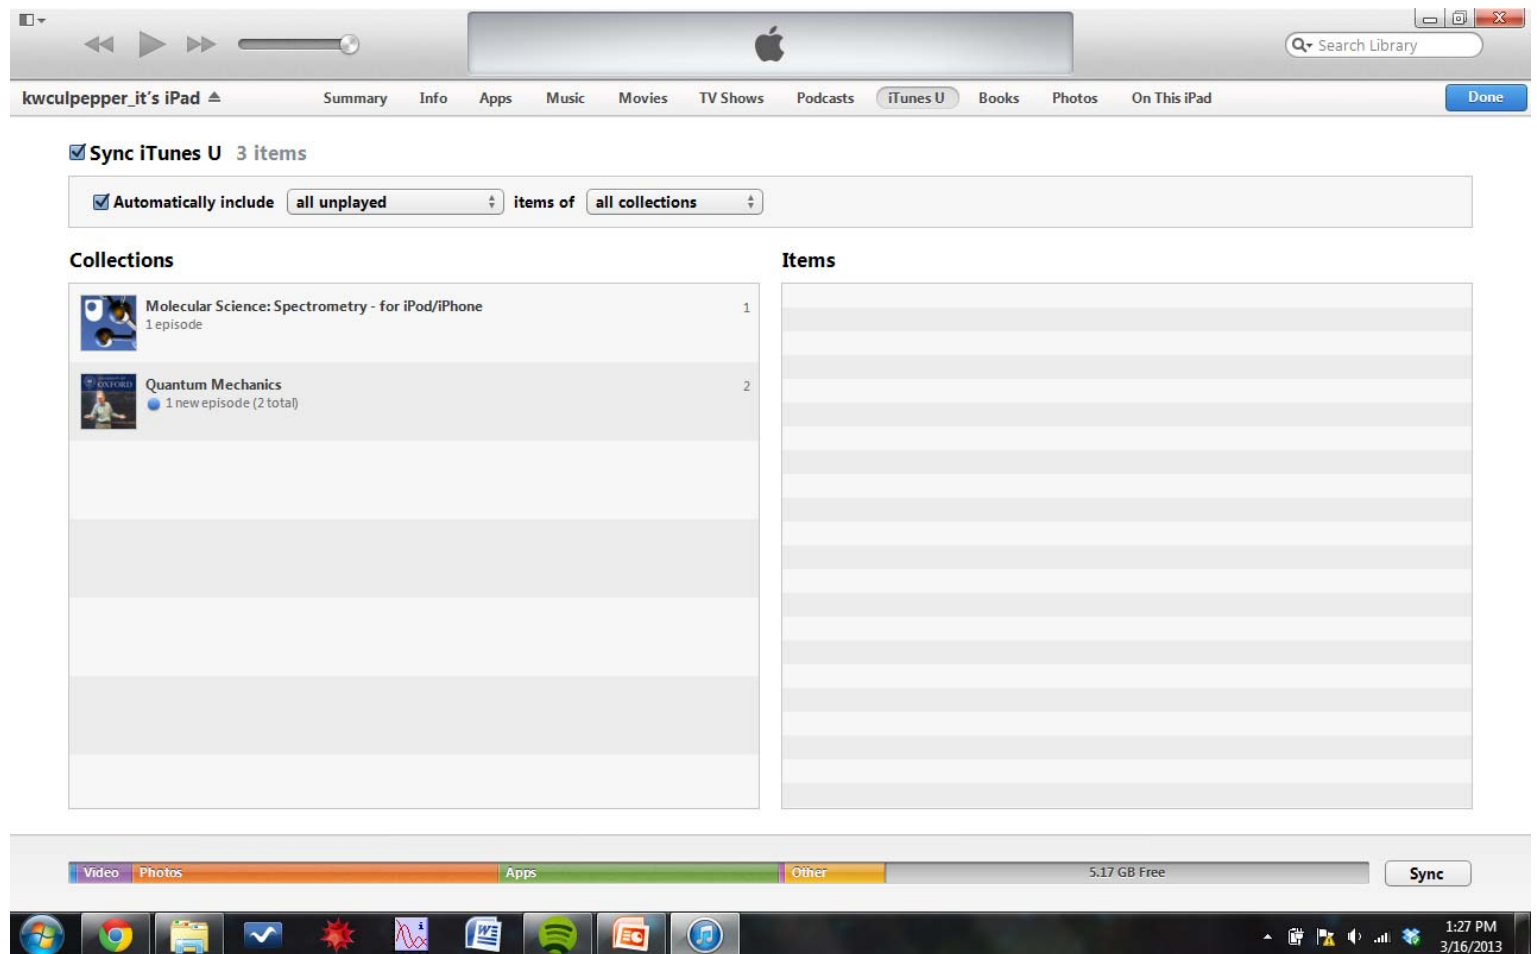 Search Library
kwculpepper_it's iPad Summary Info Apps Music Movies TV Shows Podcasts iTunes U Books Photos On This iPad Done
Sync iTunes U 3 items
Automatically include all unplayed items of all collections
Collections
Molecular Science: Spectrometry - for iPod/iPhone 1
1 episode
OXFORD
Quantum Mechanics 2
1 new episode (2 total)
Items
Video Photos Apps Other 5.17 GB Free Sync
1:27 PM
3/16/2013